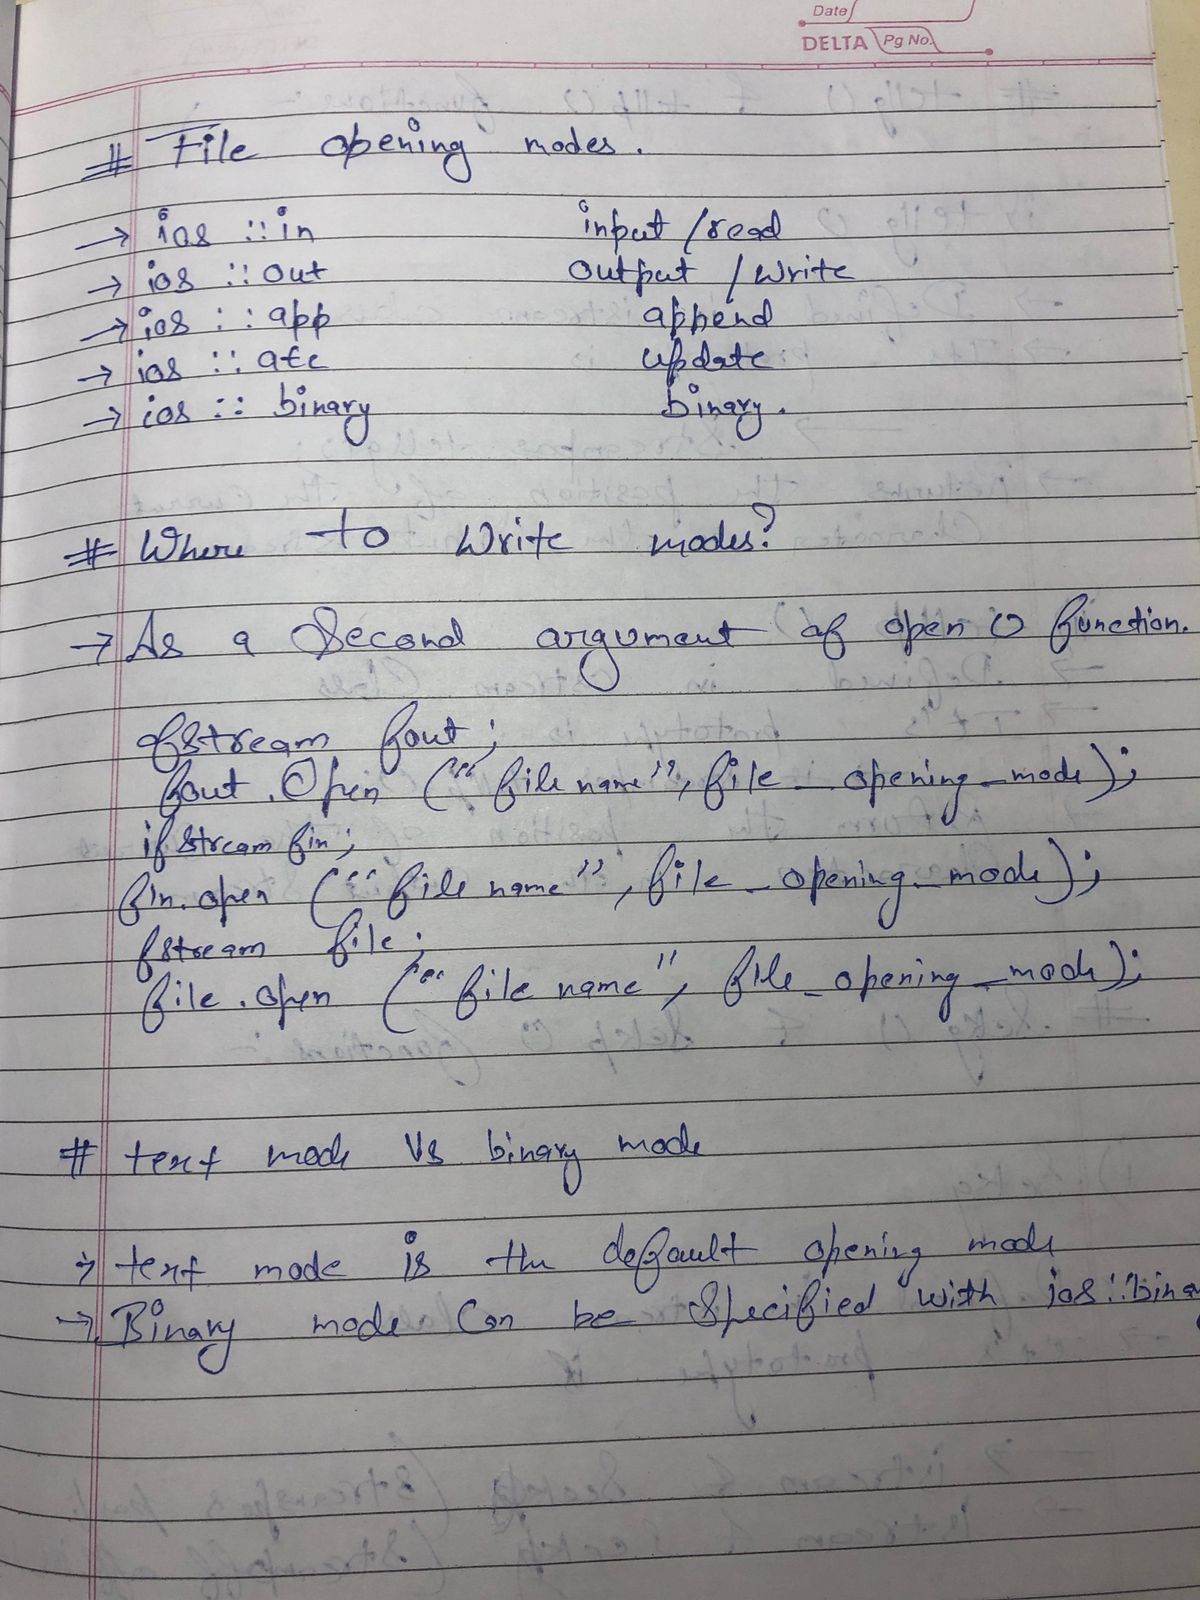 Date
DELTA Pg No.
# File opening modes.
→ ios :: in input / read
→ ios :: out output / write
→ ios :: app append
→ ios :: ate update
→ ios :: binary binary.
# Where to Write modes?
→ As a Second argument of open () function.
ofstream fout;
fout. Open ("file name", file_opening_mode);
ifstream fin;
fin. open ("file name", file_opening_mode);
fstream file;
file. open ("file name", file_opening_mode);
# text mode Vs binary mode
→ text mode is the default opening mode
→ Binary mode Can be Specified with ios::bina